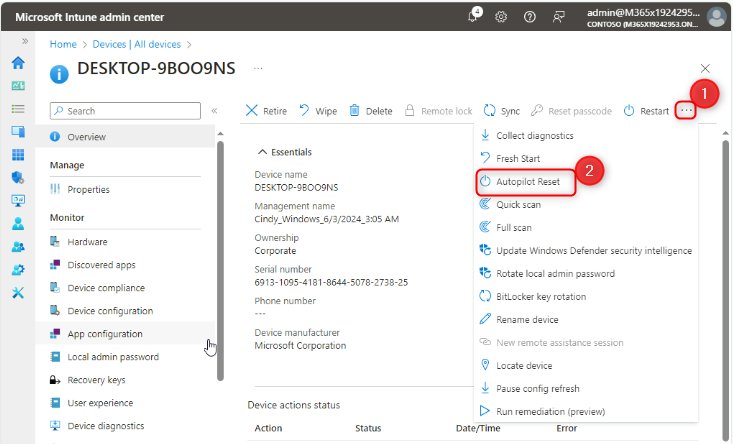 Microsoft Intune admin center
4
admin@M365x1924295...
CONTOSO (M365X19242953.ON...
Home > Devices | All devices >
DESKTOP-9BOO9NS
...
Search
Overview
Manage
Properties
Monitor
Hardware
Discovered apps
Device compliance
Device configuration
App configuration
Local admin password
Recovery keys
User experience
Device diagnostics
Retire Wipe Delete Remote lock Sync Reset passcode Restart ...
1
Essentials
Device name
DESKTOP-9BOO9NS
Management name
Cindy_Windows_6/3/2024_3:05 AM
Ownership
Corporate
Serial number
6913-1095-4181-8644-5078-2738-25
Phone number
---
Device manufacturer
Microsoft Corporation
Collect diagnostics
Fresh Start
Autopilot Reset
2
Quick scan
Full scan
Update Windows Defender security intelligence
Rotate local admin password
BitLocker key rotation
Rename device
New remote assistance session
Locate device
Pause config refresh
Run remediation (preview)
Device actions status
Action Status Date/Time Error